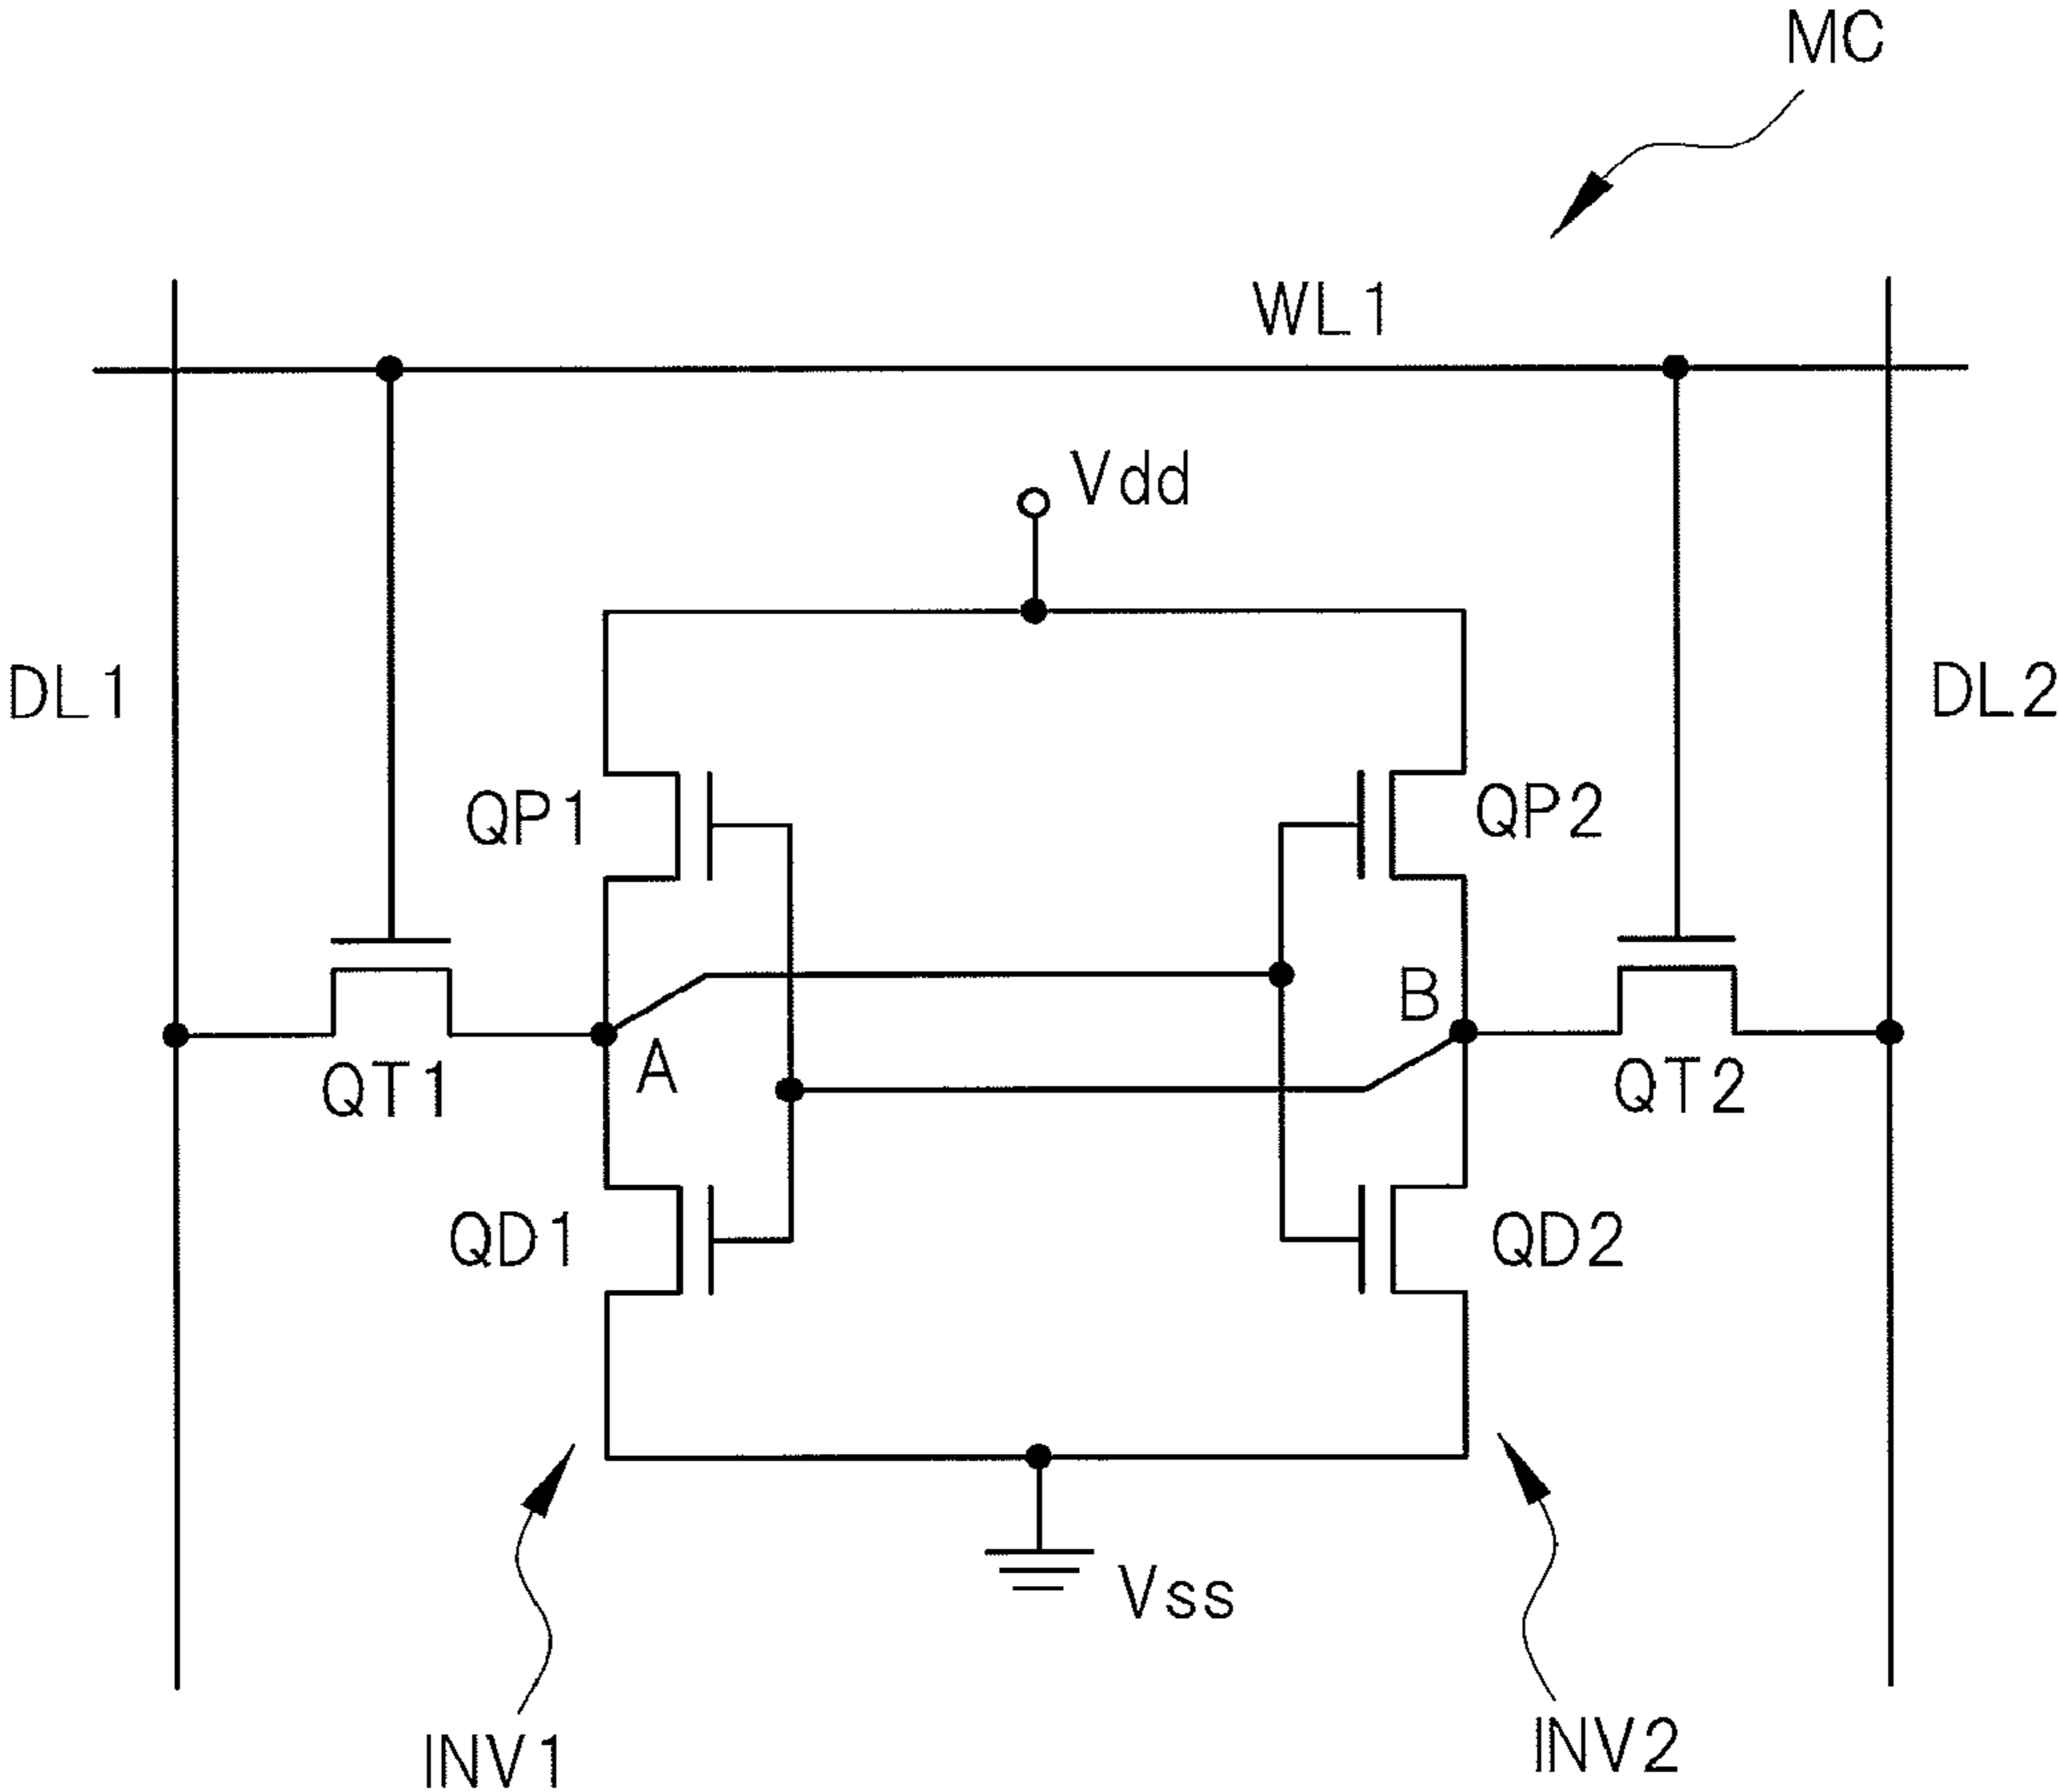 MC
WL1
Vdd
DL1
DL2
QP1
QP2
B
A
QT1
QT2
QD1
QD2
Vss
INV1
INV2